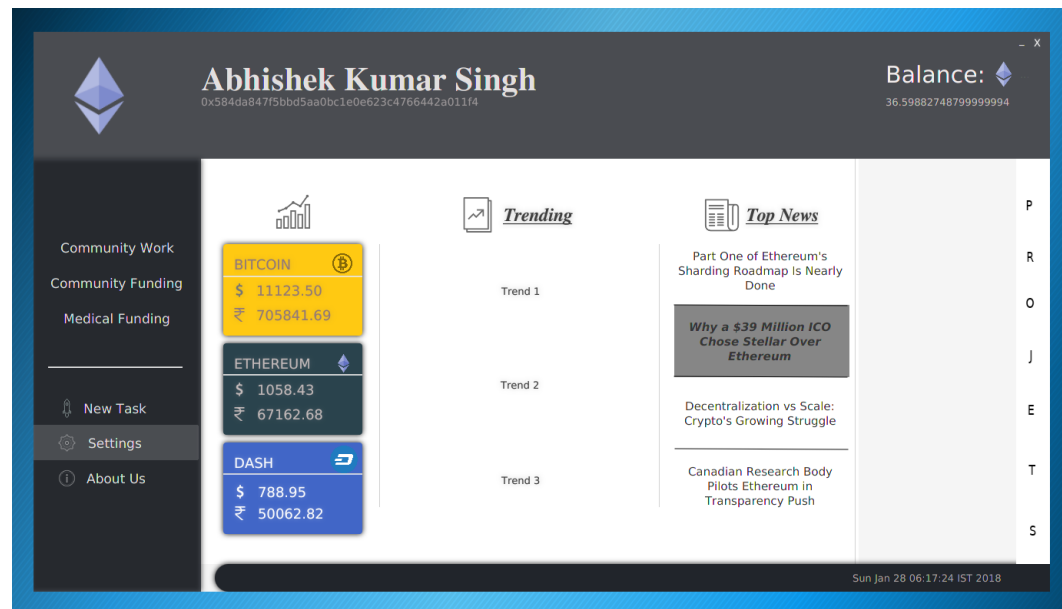 _ X
Abhishek Kumar Singh
0x584da847f5bbd5aa0bc1e0e623c4766442a011f4
Balance:
36.59882748799999994
Community Work
Community Funding
Medical Funding
New Task
Settings
About Us
BITCOIN
$ 11123.50
₹ 705841.69
ETHEREUM
$ 1058.43
₹ 67162.68
DASH
$ 788.95
₹ 50062.82
Trending
Trend 1
Trend 2
Trend 3
Top News
Part One of Ethereum's
Sharding Roadmap Is Nearly
Done
Why a $39 Million ICO
Chose Stellar Over
Ethereum
Decentralization vs Scale:
Crypto's Growing Struggle
Canadian Research Body
Pilots Ethereum in
Transparency Push
P
R
O
J
E
T
S
Sun Jan 28 06:17:24 IST 2018